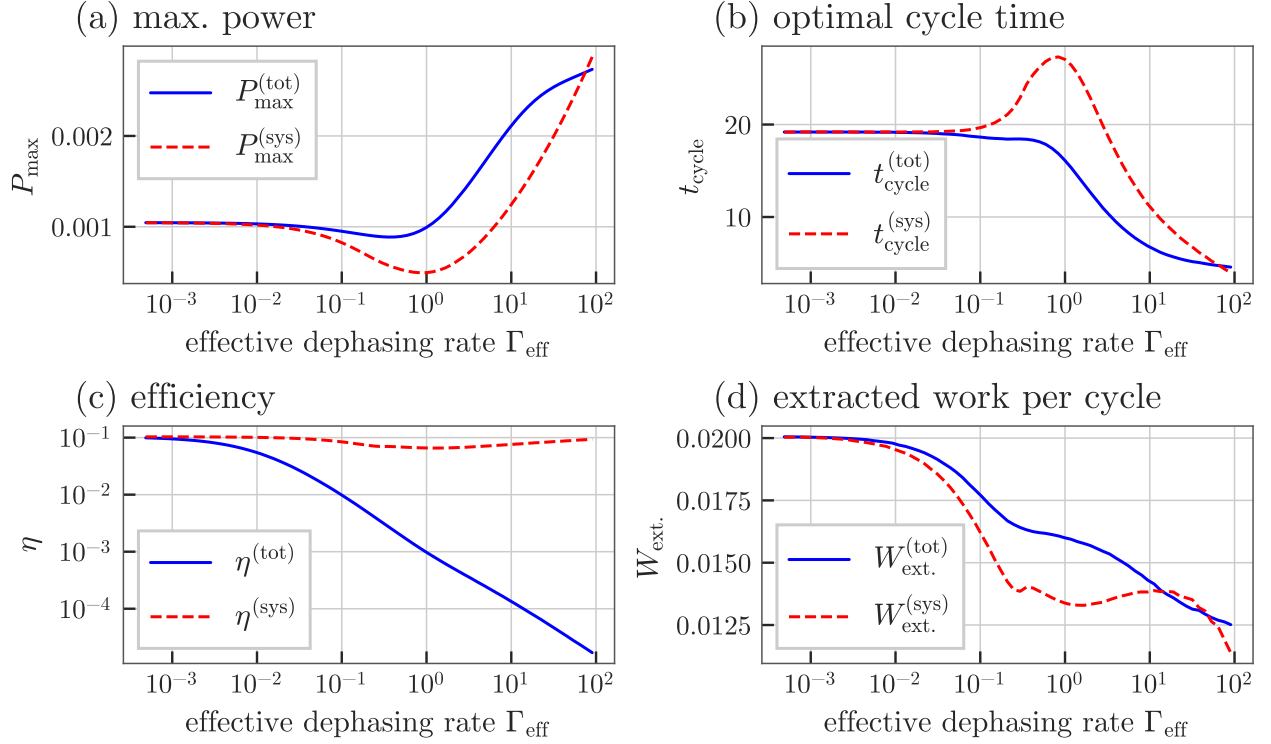 (a) max. power
P_max^(tot)
P_max^(sys)
0.002
0.001
P_max
10^−3 10^−2 10^−1 10^0 10^1 10^2
effective dephasing rate Γ_eff
(b) optimal cycle time
20
10
t_cycle
t_cycle^(tot)
t_cycle^(sys)
10^−3 10^−2 10^−1 10^0 10^1 10^2
effective dephasing rate Γ_eff
(c) efficiency
10^−1
10^−2
10^−3
10^−4
η
η^(tot)
η^(sys)
10^−3 10^−2 10^−1 10^0 10^1 10^2
effective dephasing rate Γ_eff
(d) extracted work per cycle
0.0200
0.0175
0.0150
0.0125
W_ext.
W_ext.^(tot)
W_ext.^(sys)
10^−3 10^−2 10^−1 10^0 10^1 10^2
effective dephasing rate Γ_eff